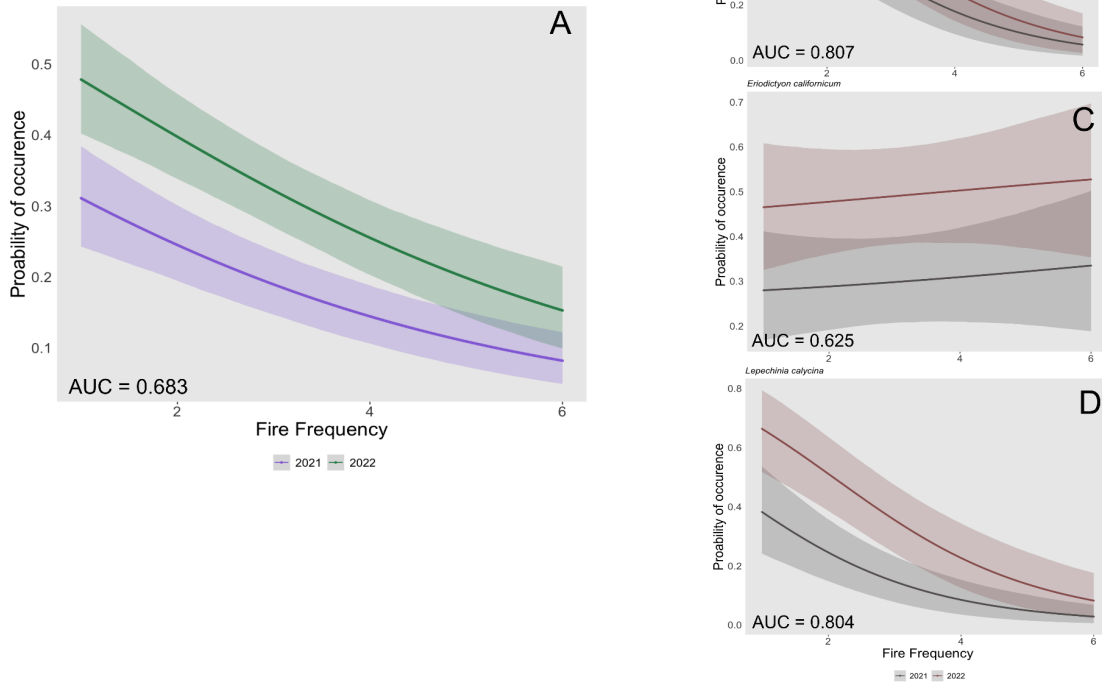 A
0.5
0.4
0.3
0.2
0.1
Proability of occurence
AUC = 0.683
2 4 6
Fire Frequency
2021 2022
0.2
0.0
AUC = 0.807
2 4 6
Eriodictyon californicum
C
0.7
0.6
0.5
0.4
0.3
0.2
Proability of occurence
AUC = 0.625
2 4 6
Lepechinia calycina
D
0.8
0.6
0.4
0.2
0.0
Proability of occurence
AUC = 0.804
2 4 6
Fire Frequency
2021 2022